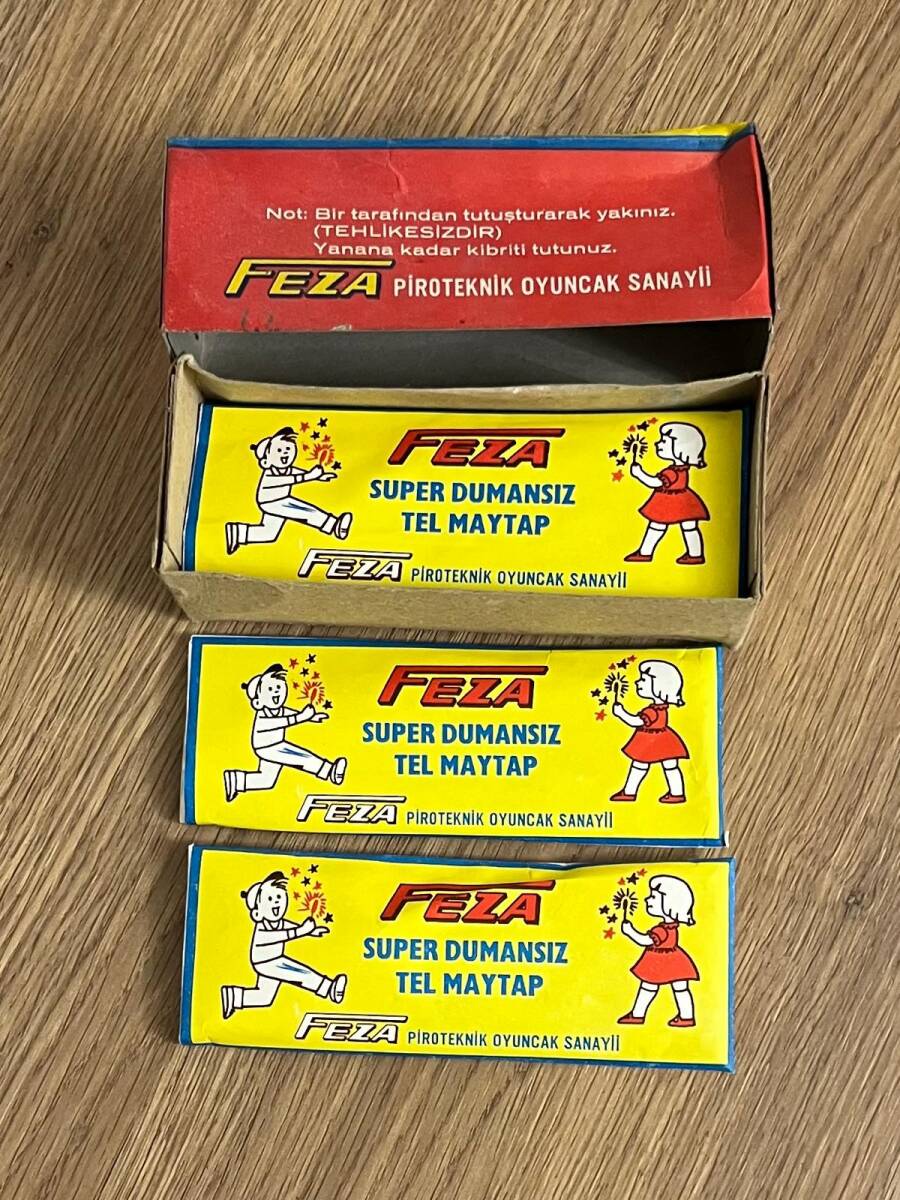 Not: Bir tarafından tutuşturarak yakınız.
(TEHLİKESİZDİR)
Yanana kadar kibriti tutunuz.
FEZA PİROTEKNİK OYUNCAK SANAYİİ
FEZA
SUPER DUMANSIZ
TEL MAYTAP
FEZA PİROTEKNİK OYUNCAK SANAYİİ
FEZA
SUPER DUMANSIZ
TEL MAYTAP
FEZA PİROTEKNİK OYUNCAK SANAYİİ
FEZA
SUPER DUMANSIZ
TEL MAYTAP
FEZA PİROTEKNİK OYUNCAK SANAYİİ